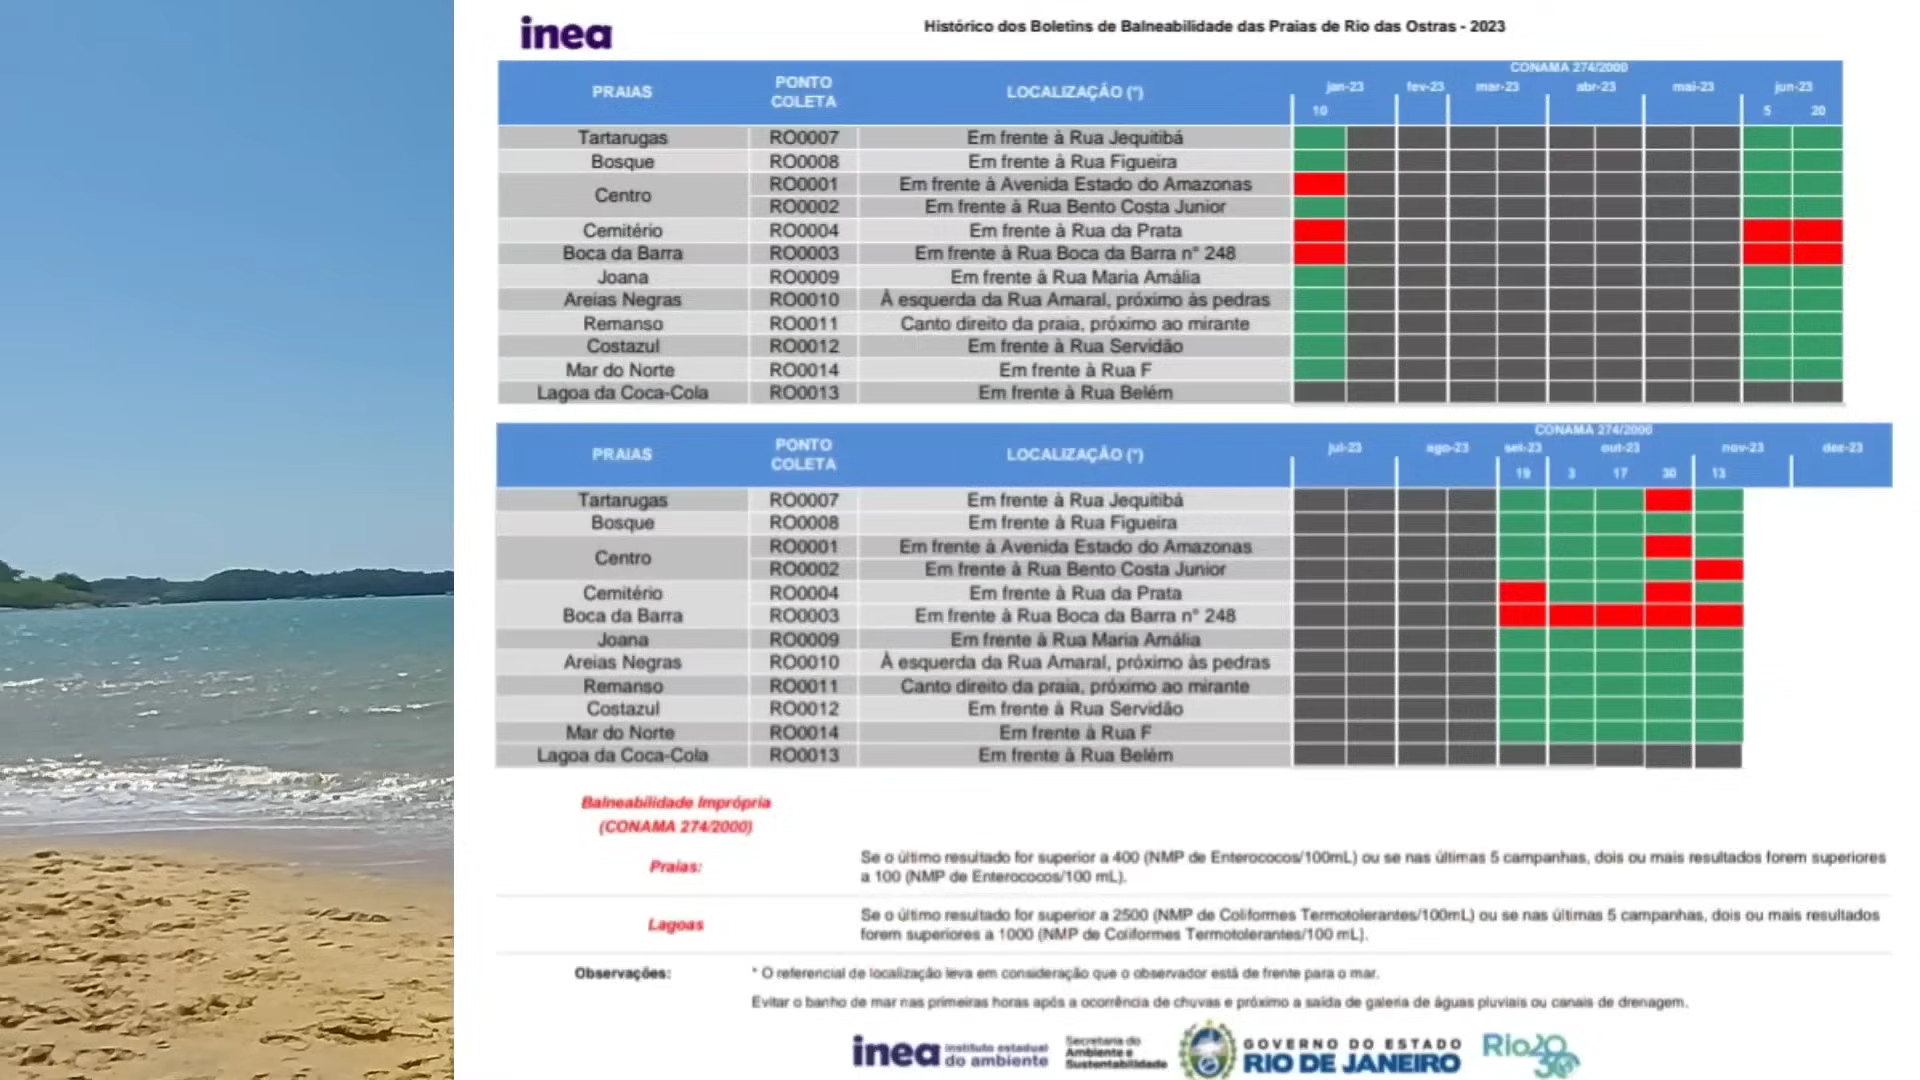 inea
Histórico dos Boletins de Balneabilidade das Praias de Rio das Ostras - 2023
PRAIAS PONTO COLETA LOCALIZAÇÃO (*) CONAMA 274/2000
jan-23 fev-23 mar-23 abr-23 mai-23 jun-23
10 5 20
Tartarugas RO0007 Em frente à Rua Jequitibá
Bosque RO0008 Em frente à Rua Figueira
Centro RO0001 Em frente à Avenida Estado do Amazonas
RO0002 Em frente à Rua Bento Costa Junior
Cemitério RO0004 Em frente à Rua da Prata
Boca da Barra RO0003 Em frente à Rua Boca da Barra n° 248
Joana RO0009 Em frente à Rua Maria Amália
Areias Negras RO0010 À esquerda da Rua Amaral, próximo às pedras
Remanso RO0011 Canto direito da praia, próximo ao mirante
Costazul RO0012 Em frente à Rua Servidão
Mar do Norte RO0014 Em frente à Rua F
Lagoa da Coca-Cola RO0013 Em frente à Rua Belém
PRAIAS PONTO COLETA LOCALIZAÇÃO (*) CONAMA 274/2000
jul-23 ago-23 set-23 out-23 nov-23 dez-23
19 3 17 30 13
Tartarugas RO0007 Em frente à Rua Jequitibá
Bosque RO0008 Em frente à Rua Figueira
Centro RO0001 Em frente à Avenida Estado do Amazonas
RO0002 Em frente à Rua Bento Costa Junior
Cemitério RO0004 Em frente à Rua da Prata
Boca da Barra RO0003 Em frente à Rua Boca da Barra n° 248
Joana RO0009 Em frente à Rua Maria Amália
Areias Negras RO0010 À esquerda da Rua Amaral, próximo às pedras
Remanso RO0011 Canto direito da praia, próximo ao mirante
Costazul RO0012 Em frente à Rua Servidão
Mar do Norte RO0014 Em frente à Rua F
Lagoa da Coca-Cola RO0013 Em frente à Rua Belém
Balneabilidade Imprópria
(CONAMA 274/2000)
Praias: Se o último resultado for superior a 400 (NMP de Enterococos/100mL) ou se nas últimas 5 campanhas, dois ou mais resultados forem superiores
a 100 (NMP de Enterococos/100 mL).
Lagoas Se o último resultado for superior a 2500 (NMP de Coliformes Termotolerantes/100mL) ou se nas últimas 5 campanhas, dois ou mais resultados
forem superiores a 1000 (NMP de Coliformes Termotolerantes/100 mL).
Observações: * O referencial de localização leva em consideração que o observador está de frente para o mar.
Evitar o banho de mar nas primeiras horas após a ocorrência de chuvas e próximo a saída de galeria de águas pluviais ou canais de drenagem.
inea instituto estadual do ambiente
Secretaria do Ambiente e Sustentabilidade
GOVERNO DO ESTADO
RIO DE JANEIRO
Rio2030